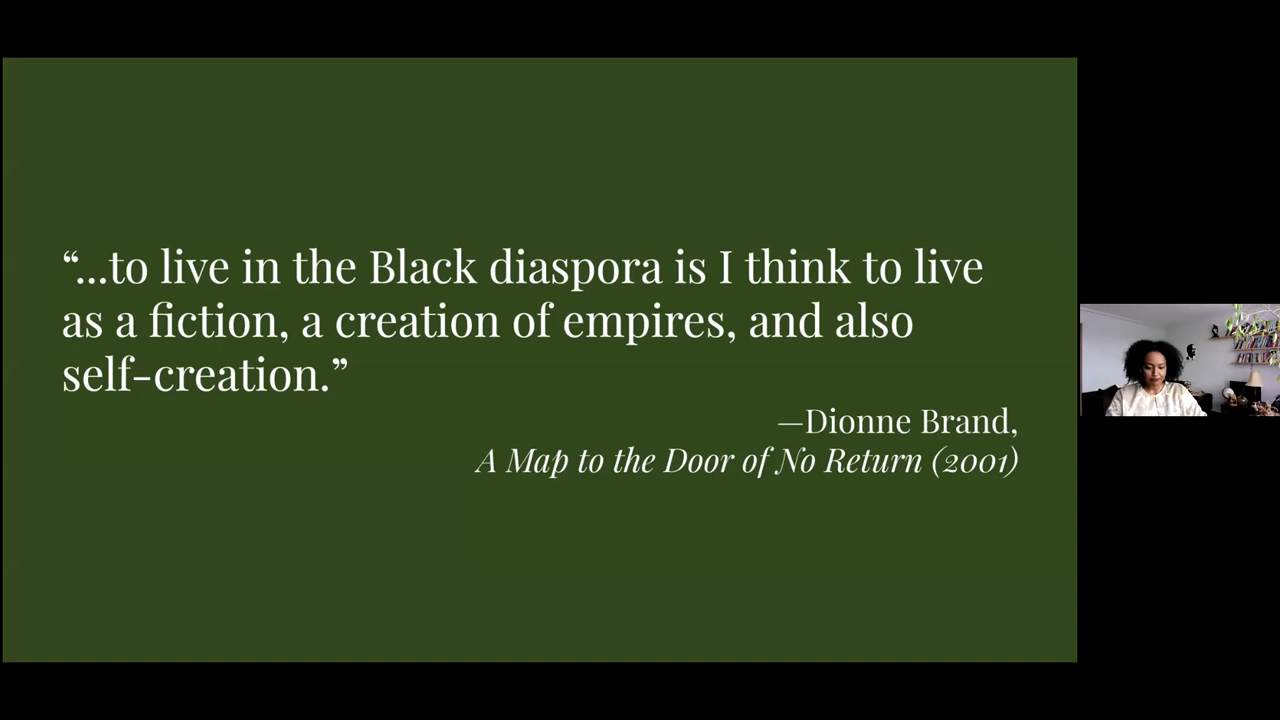 “...to live in the Black diaspora is I think to live
as a fiction, a creation of empires, and also
self-creation.”
—Dionne Brand,
A Map to the Door of No Return (2001)